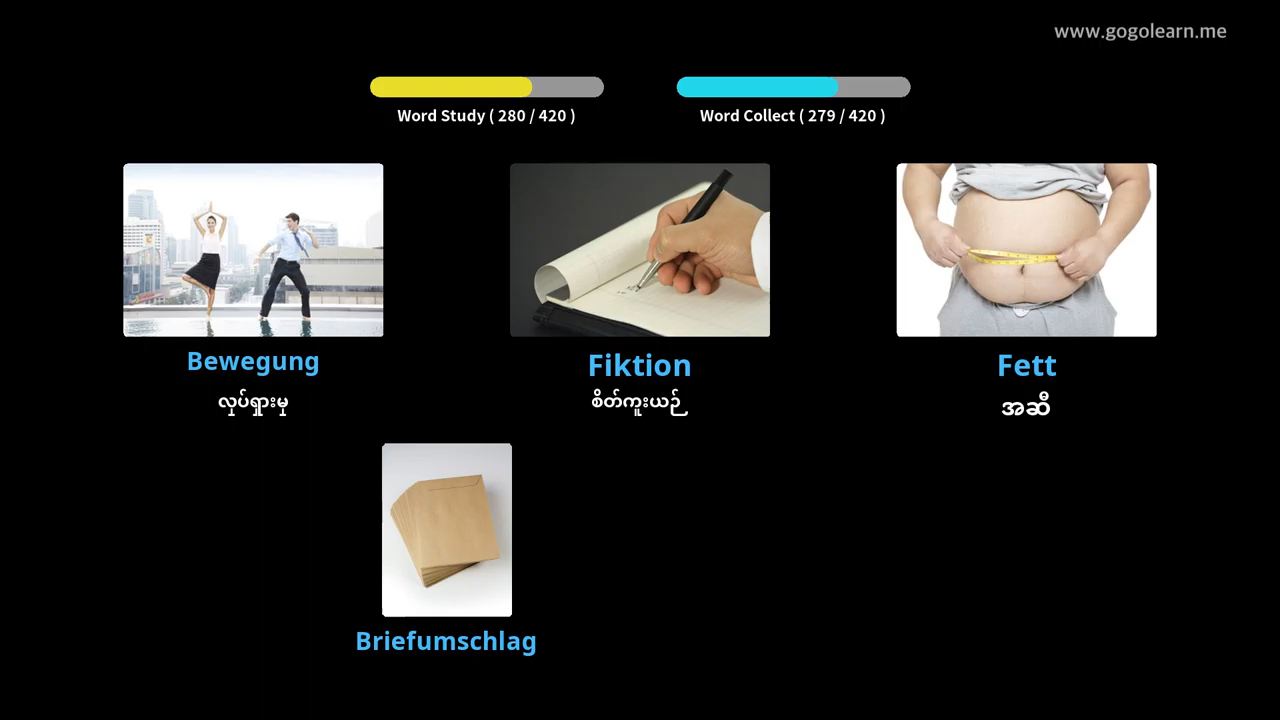 www.gogolearn.me
Word Study ( 280 / 420 )
Word Collect ( 279 / 420 )
Bewegung
Fiktion
Fett
လှုပ်ရှားမှု
စိတ်ကူးယဉ်
အဆီ
Briefumschlag